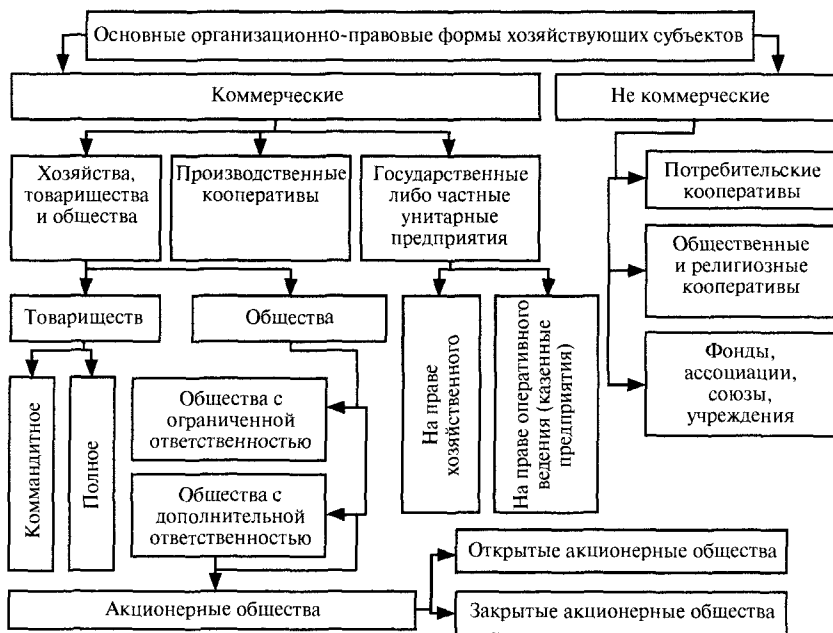 Основные организационно-правовые формы хозяйствующих субъектов
Коммерческие
Не коммерческие
Хозяйства,
товарищества
и общества
Производственные
кооперативы
Государственные
либо частные
унитарные
предприятия
Потребительские
кооперативы
Общественные
и религиозные
кооперативы
Фонды,
ассоциации,
союзы,
учреждения
Товариществ
Общества
Коммандитное
Полное
Общества с
ограниченной
ответственностью
Общества с
дополнительной
ответственностью
На праве
хозяйственного
На праве оперативного
ведения (казенные
предприятия)
Акционерные общества
Открытые акционерные общества
Закрытые акционерные общества